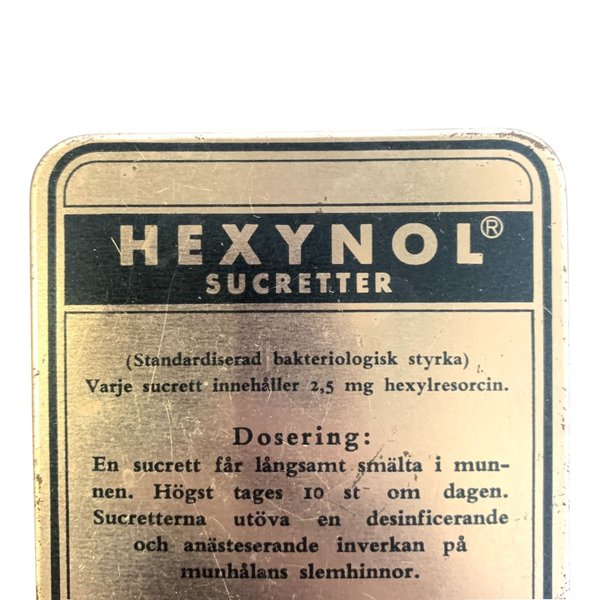 HEXYNOL®
SUCRETTER
(Standardiserad bakteriologisk styrka)
Varje sucrett innehåller 2,5 mg hexylresorcin.
Dosering:
En sucrett får långsamt smälta i mun-
nen. Högst tages 10 st om dagen.
Sucretterna utöva en desinficerande
och anästeserande inverkan på
munhålans slemhinnor.